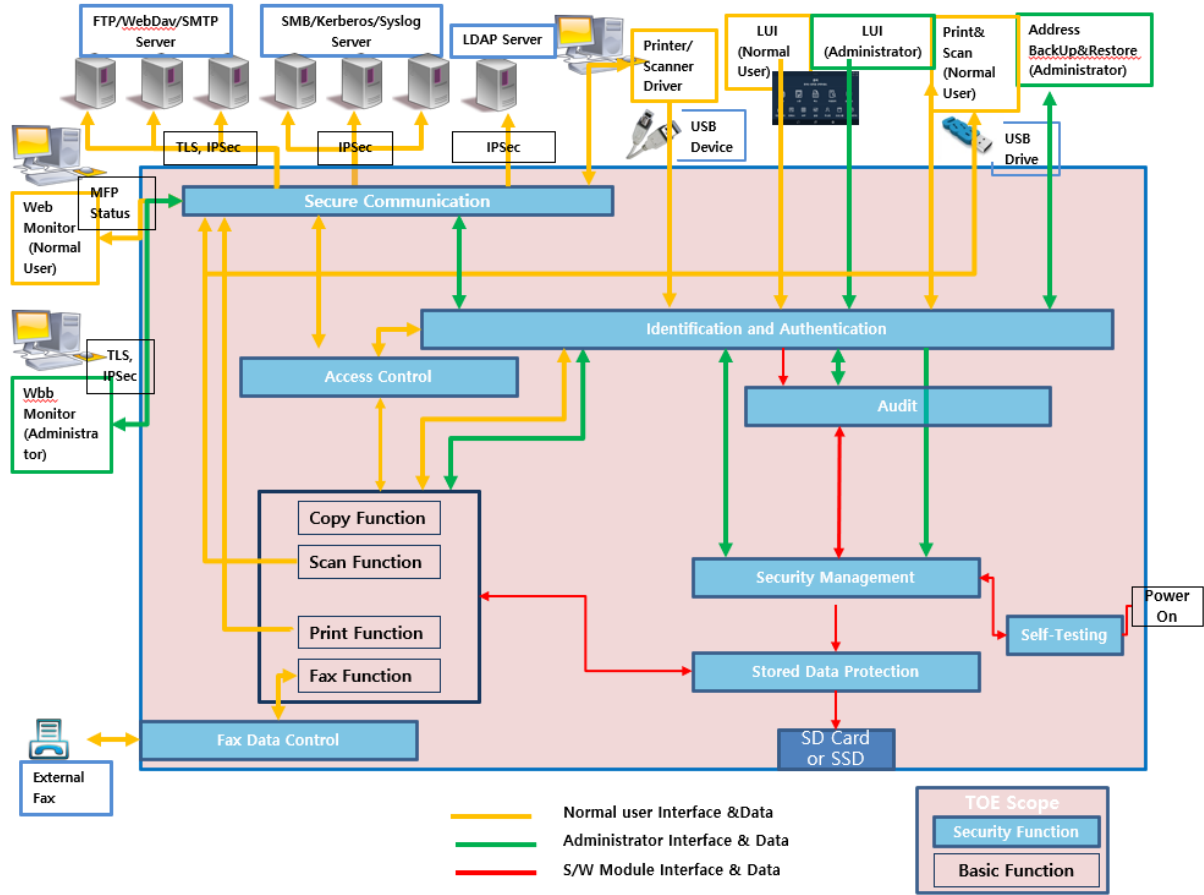 FTP/WebDav/SMTP
Server
SMB/Kerberos/Syslog
Server
LDAP Server
Printer/
Scanner
Driver
LUI
(Normal
User)
LUI
(Administrator)
Print&
Scan
(Normal
User)
Address
BackUp&Restore
(Administrator)
USB
Device
USB
Drive
TLS, IPSec
IPSec
IPSec
MFP
Status
Web
Monitor
(Normal
User)
Secure Communication
TLS,
IPSec
Wbb
Monitor
(Administra
tor)
Identification and Authentication
Access Control
Audit
Copy Function
Scan Function
Print Function
Fax Function
Security Management
Power
On
Self-Testing
Stored Data Protection
Fax Data Control
SD Card
or SSD
External
Fax
Normal user Interface &Data
Administrator Interface & Data
S/W Module Interface & Data
TOE Scope
Security Function
Basic Function